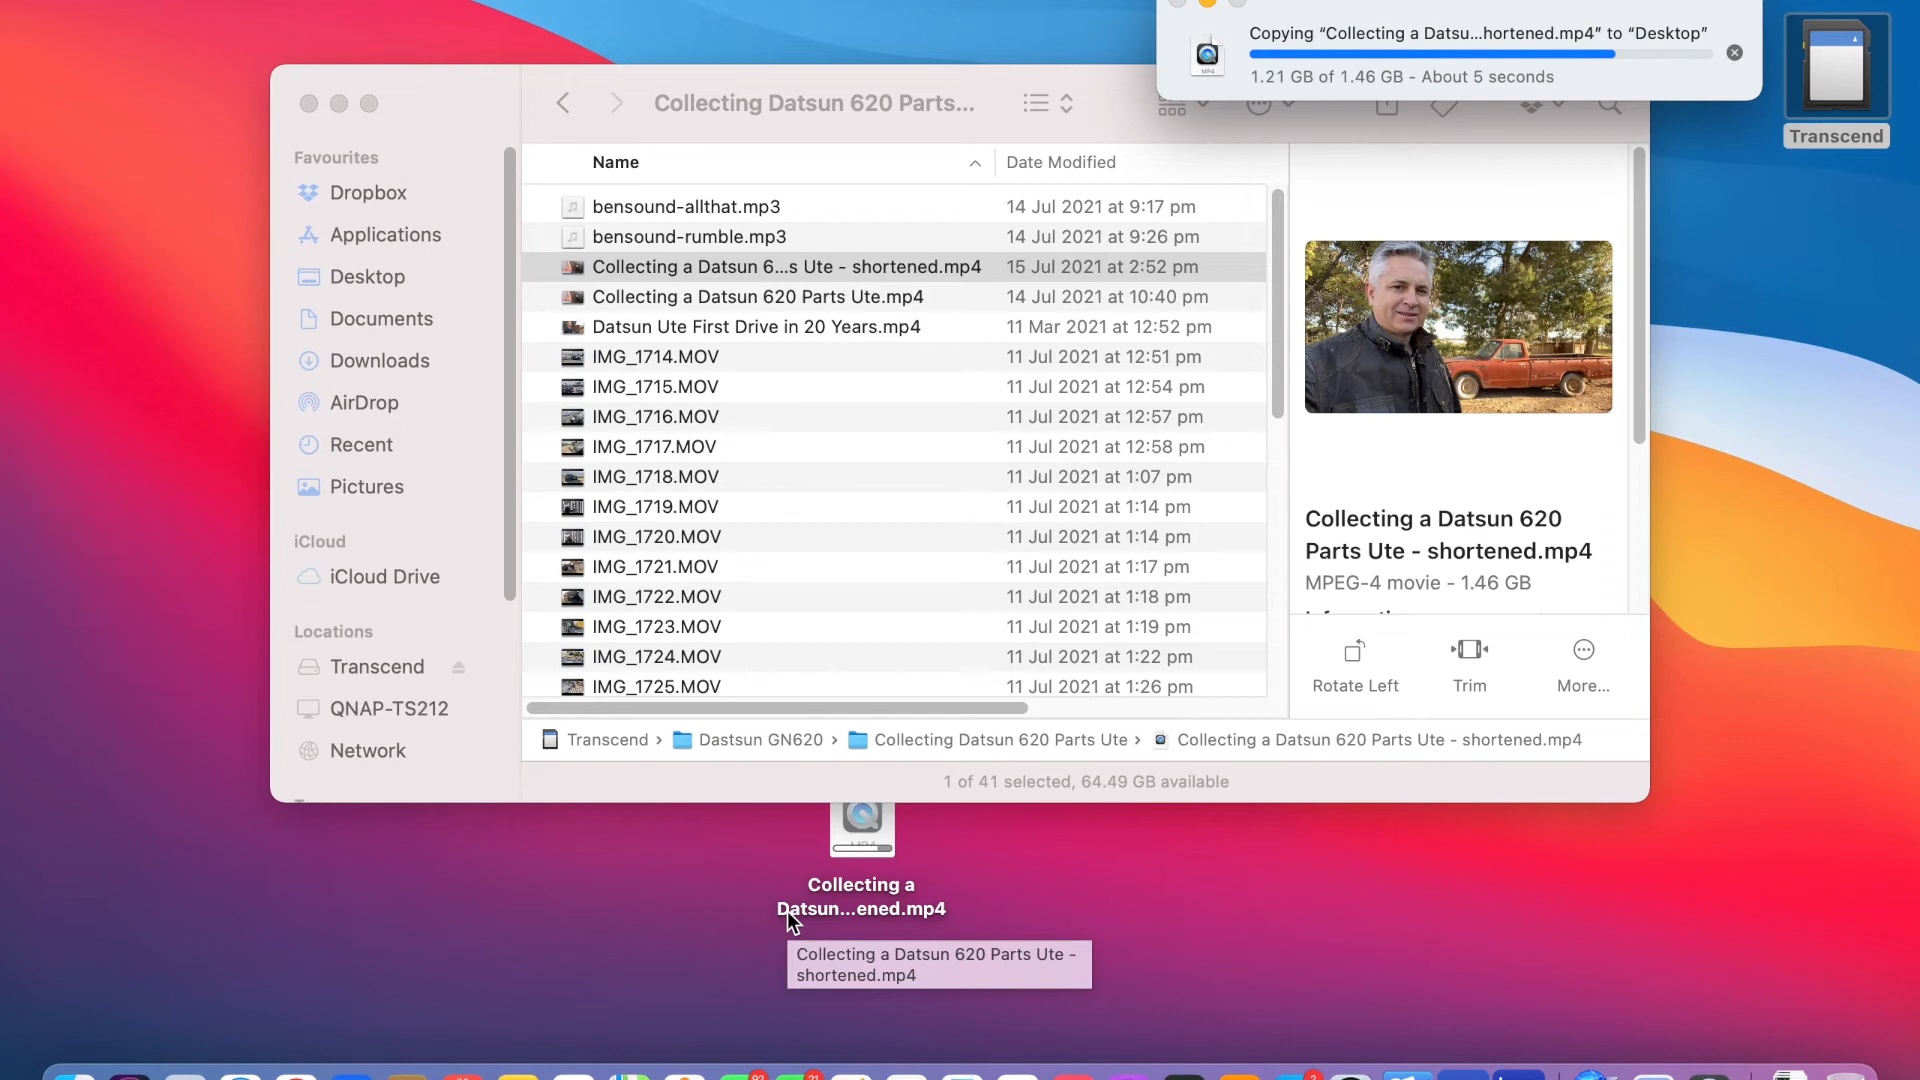 Copying “Collecting a Datsu...hortened.mp4” to “Desktop”
1.21 GB of 1.46 GB - About 5 seconds
MP4
Transcend
Collecting Datsun 620 Parts...
Favourites
Dropbox
Applications
Desktop
Documents
Downloads
AirDrop
Recent
Pictures
iCloud
iCloud Drive
Locations
Transcend
QNAP-TS212
Network
Name
Date Modified
bensound-allthat.mp3 14 Jul 2021 at 9:17 pm
bensound-rumble.mp3 14 Jul 2021 at 9:26 pm
Collecting a Datsun 6...s Ute - shortened.mp4 15 Jul 2021 at 2:52 pm
Collecting a Datsun 620 Parts Ute.mp4 14 Jul 2021 at 10:40 pm
Datsun Ute First Drive in 20 Years.mp4 11 Mar 2021 at 12:52 pm
IMG_1714.MOV 11 Jul 2021 at 12:51 pm
IMG_1715.MOV 11 Jul 2021 at 12:54 pm
IMG_1716.MOV 11 Jul 2021 at 12:57 pm
IMG_1717.MOV 11 Jul 2021 at 12:58 pm
IMG_1718.MOV 11 Jul 2021 at 1:07 pm
IMG_1719.MOV 11 Jul 2021 at 1:14 pm
IMG_1720.MOV 11 Jul 2021 at 1:14 pm
IMG_1721.MOV 11 Jul 2021 at 1:17 pm
IMG_1722.MOV 11 Jul 2021 at 1:18 pm
IMG_1723.MOV 11 Jul 2021 at 1:19 pm
IMG_1724.MOV 11 Jul 2021 at 1:22 pm
IMG_1725.MOV 11 Jul 2021 at 1:26 pm
Collecting a Datsun 620
Parts Ute - shortened.mp4
MPEG-4 movie - 1.46 GB
Rotate Left
Trim
More...
Transcend › Dastsun GN620 › Collecting Datsun 620 Parts Ute › Collecting a Datsun 620 Parts Ute - shortened.mp4
1 of 41 selected, 64.49 GB available
Collecting a
Datsun...ened.mp4
Collecting a Datsun 620 Parts Ute -
shortened.mp4